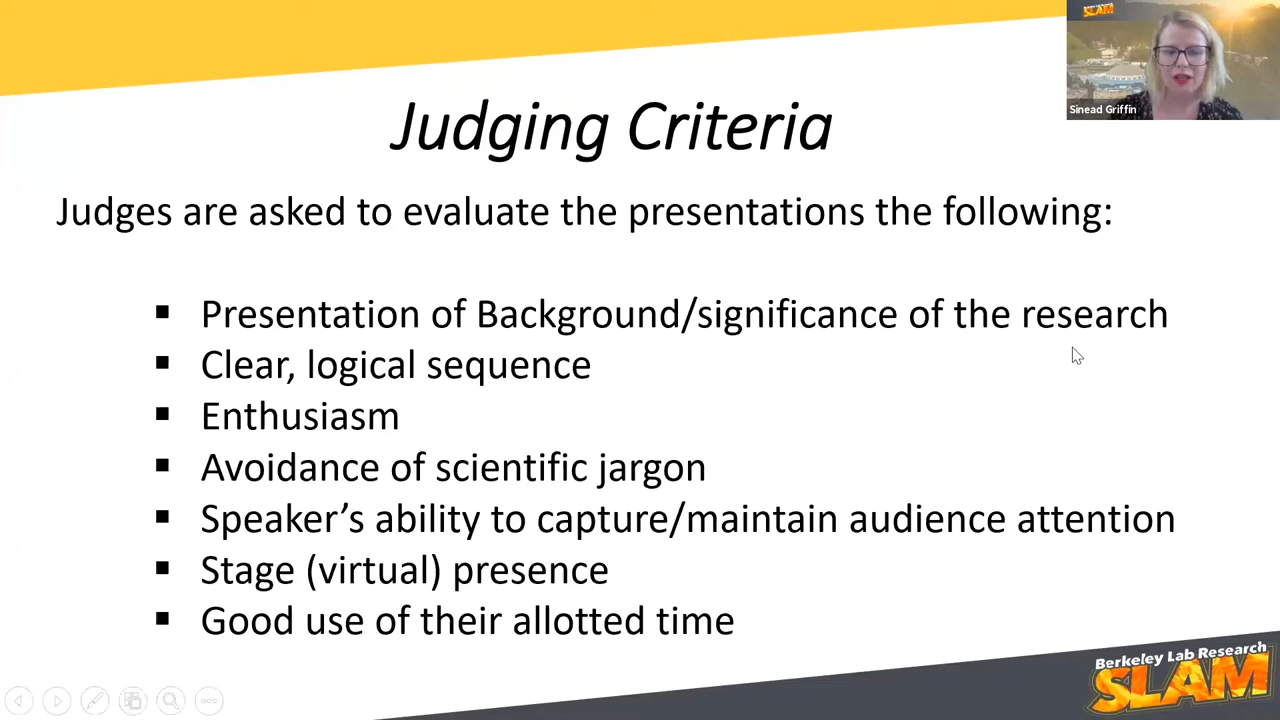 SLAM
Sinead Griffin
Judging Criteria
Judges are asked to evaluate the presentations the following:
Presentation of Background/significance of the research
Clear, logical sequence
Enthusiasm
Avoidance of scientific jargon
Speaker’s ability to capture/maintain audience attention
Stage (virtual) presence
Good use of their allotted time
Berkeley Lab Research
SLAM